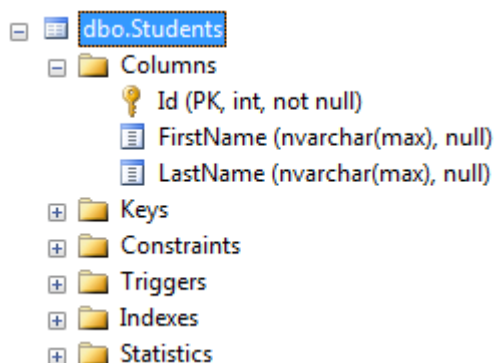 dbo.Students
Columns
Id (PK, int, not null)
FirstName (nvarchar(max), null)
LastName (nvarchar(max), null)
Keys
Constraints
Triggers
Indexes
Statistics